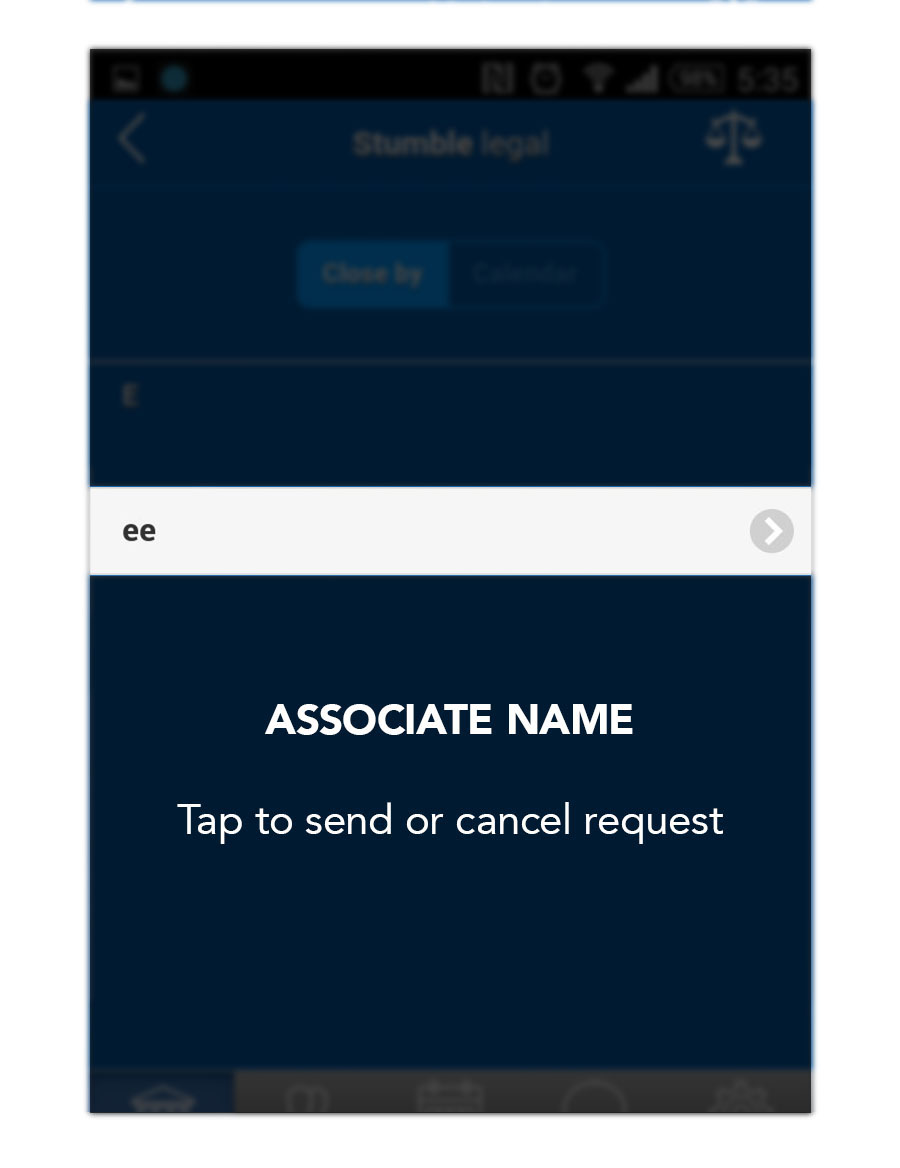 98% 5:35
Stumble legal
Close by Calendar
E
ee
ASSOCIATE NAME
Tap to send or cancel request